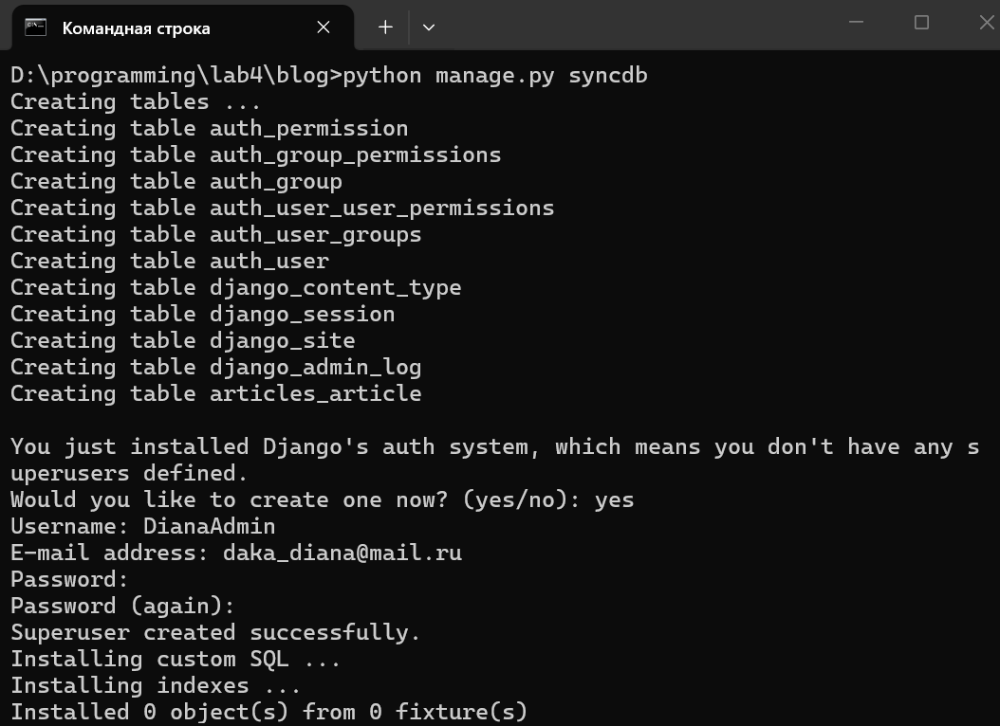 Командная строка
D:\programming\lab4\blog>python manage.py syncdb
Creating tables ...
Creating table auth_permission
Creating table auth_group_permissions
Creating table auth_group
Creating table auth_user_user_permissions
Creating table auth_user_groups
Creating table auth_user
Creating table django_content_type
Creating table django_session
Creating table django_site
Creating table django_admin_log
Creating table articles_article
You just installed Django's auth system, which means you don't have any s
uperusers defined.
Would you like to create one now? (yes/no): yes
Username: DianaAdmin
E-mail address: daka_diana@mail.ru
Password:
Password (again):
Superuser created successfully.
Installing custom SQL ...
Installing indexes ...
Installed 0 object(s) from 0 fixture(s)